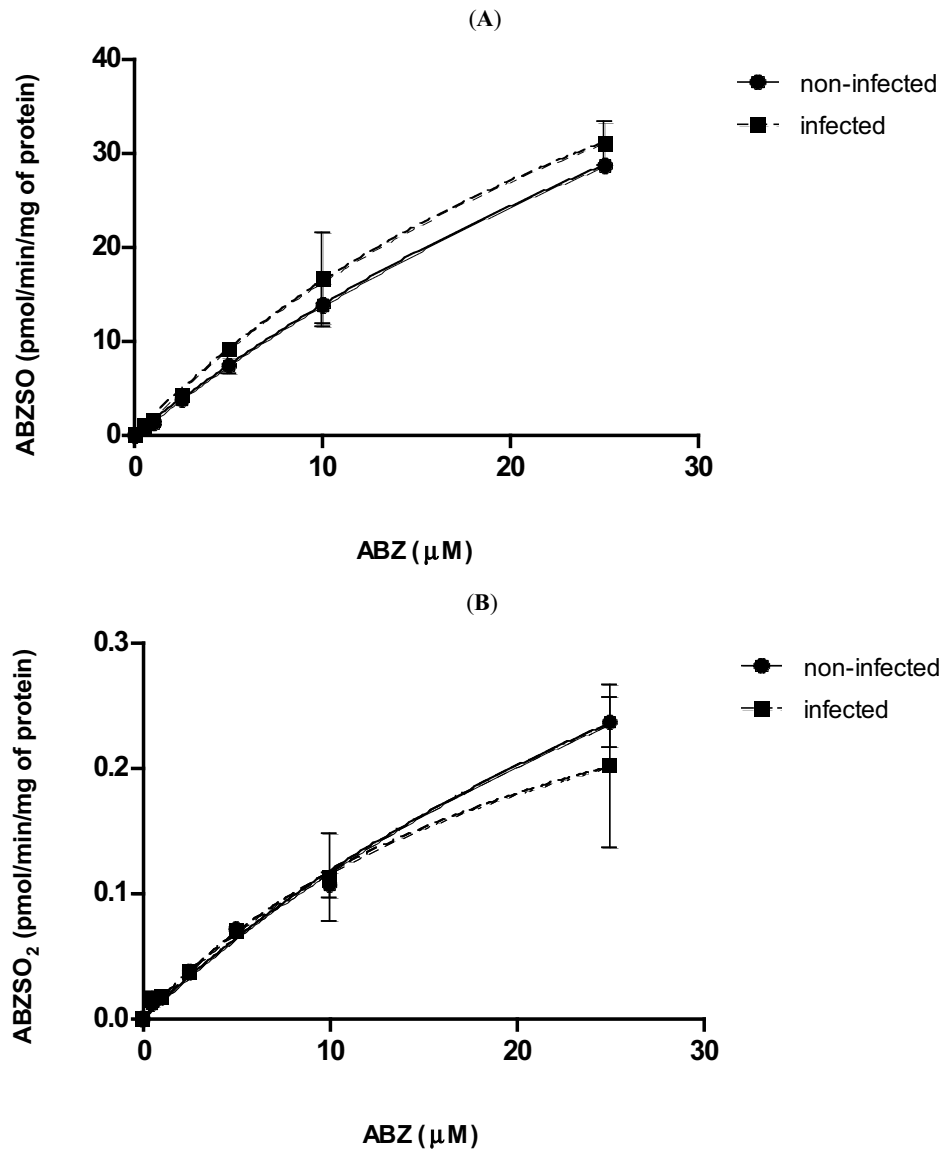 (A)
ABZSO (pmol/min/mg of protein)
40
30
20
10
0
0 10 20 30
ABZ (μM)
non-infected
infected
(B)
ABZSO2 (pmol/min/mg of protein)
0.3
0.2
0.1
0.0
0 10 20 30
ABZ (μM)
non-infected
infected